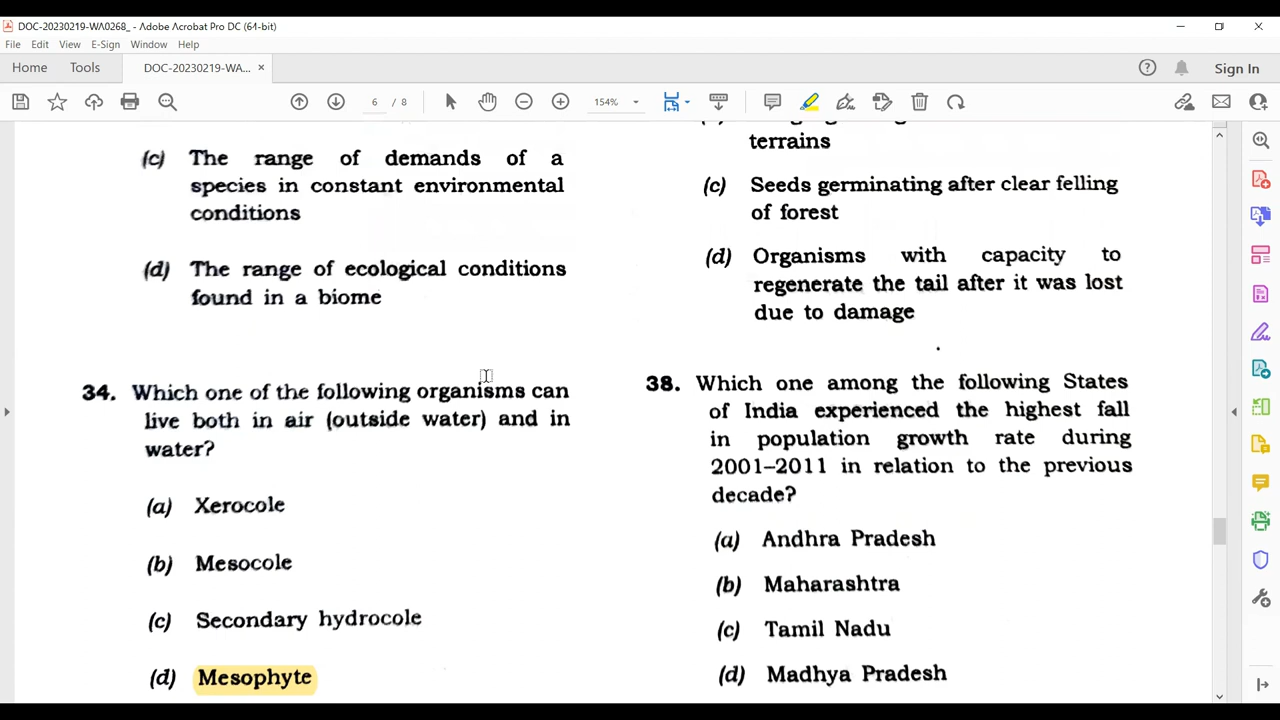 DOC-20230219-WA0268_ - Adobe Acrobat Pro DC (64-bit)
File Edit View E-Sign Window Help
Home Tools DOC-20230219-WA... × Sign In
6 / 8 154%
(c) The range of demands of a
species in constant environmental
conditions
(d) The range of ecological conditions
found in a biome
34. Which one of the following organisms can
live both in air (outside water) and in
water?
(a) Xerocole
(b) Mesocole
(c) Secondary hydrocole
(d) Mesophyte
terrains
(c) Seeds germinating after clear felling
of forest
(d) Organisms with capacity to
regenerate the tail after it was lost
due to damage
38. Which one among the following States
of India experienced the highest fall
in population growth rate during
2001–2011 in relation to the previous
decade?
(a) Andhra Pradesh
(b) Maharashtra
(c) Tamil Nadu
(d) Madhya Pradesh